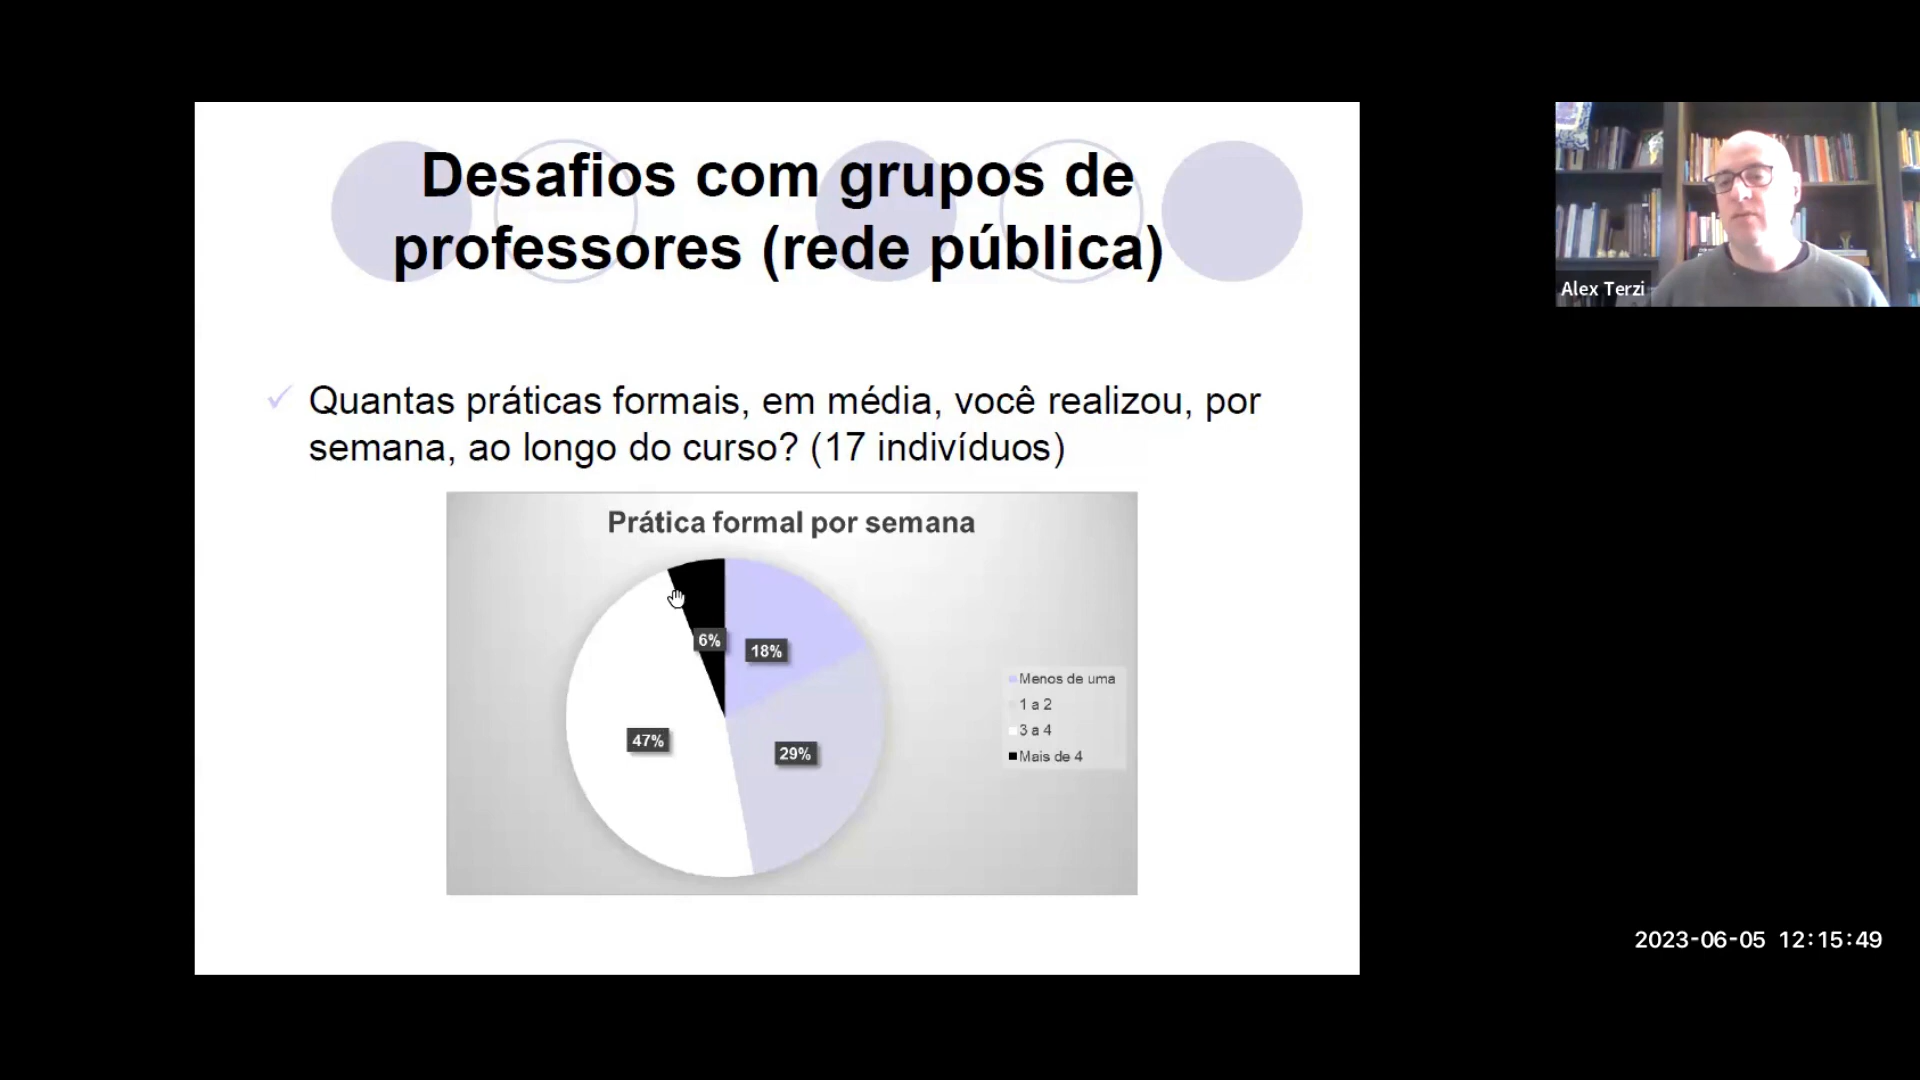 Desafios com grupos de
professores (rede pública)
Quantas práticas formais, em média, você realizou, por
semana, ao longo do curso? (17 indivíduos)
Prática formal por semana
6%
18%
47%
29%
Menos de uma
1 a 2
3 a 4
Mais de 4
Alex Terzi
2023-06-05 12:15:49